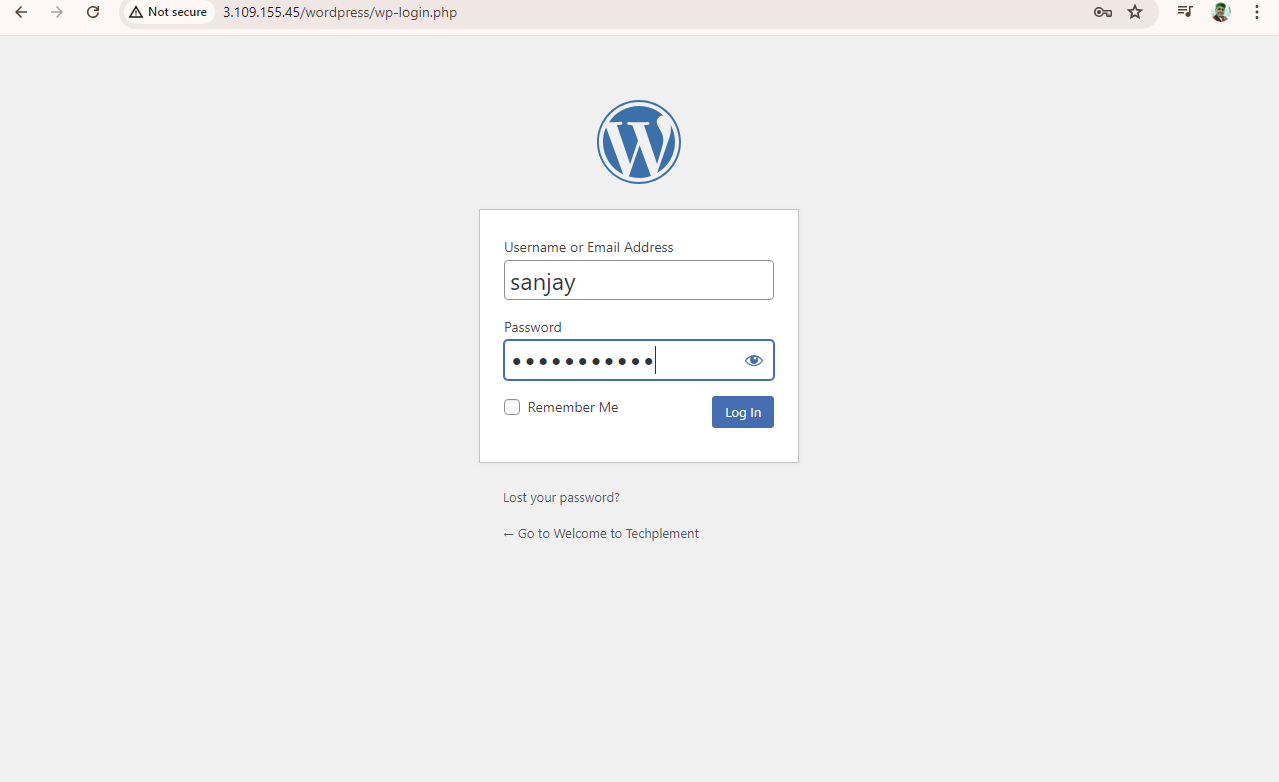 Not secure 3.109.155.45/wordpress/wp-login.php
W
Username or Email Address
sanjay
Password
•••••••••••
Remember Me
Log In
Lost your password?
← Go to Welcome to Techplement